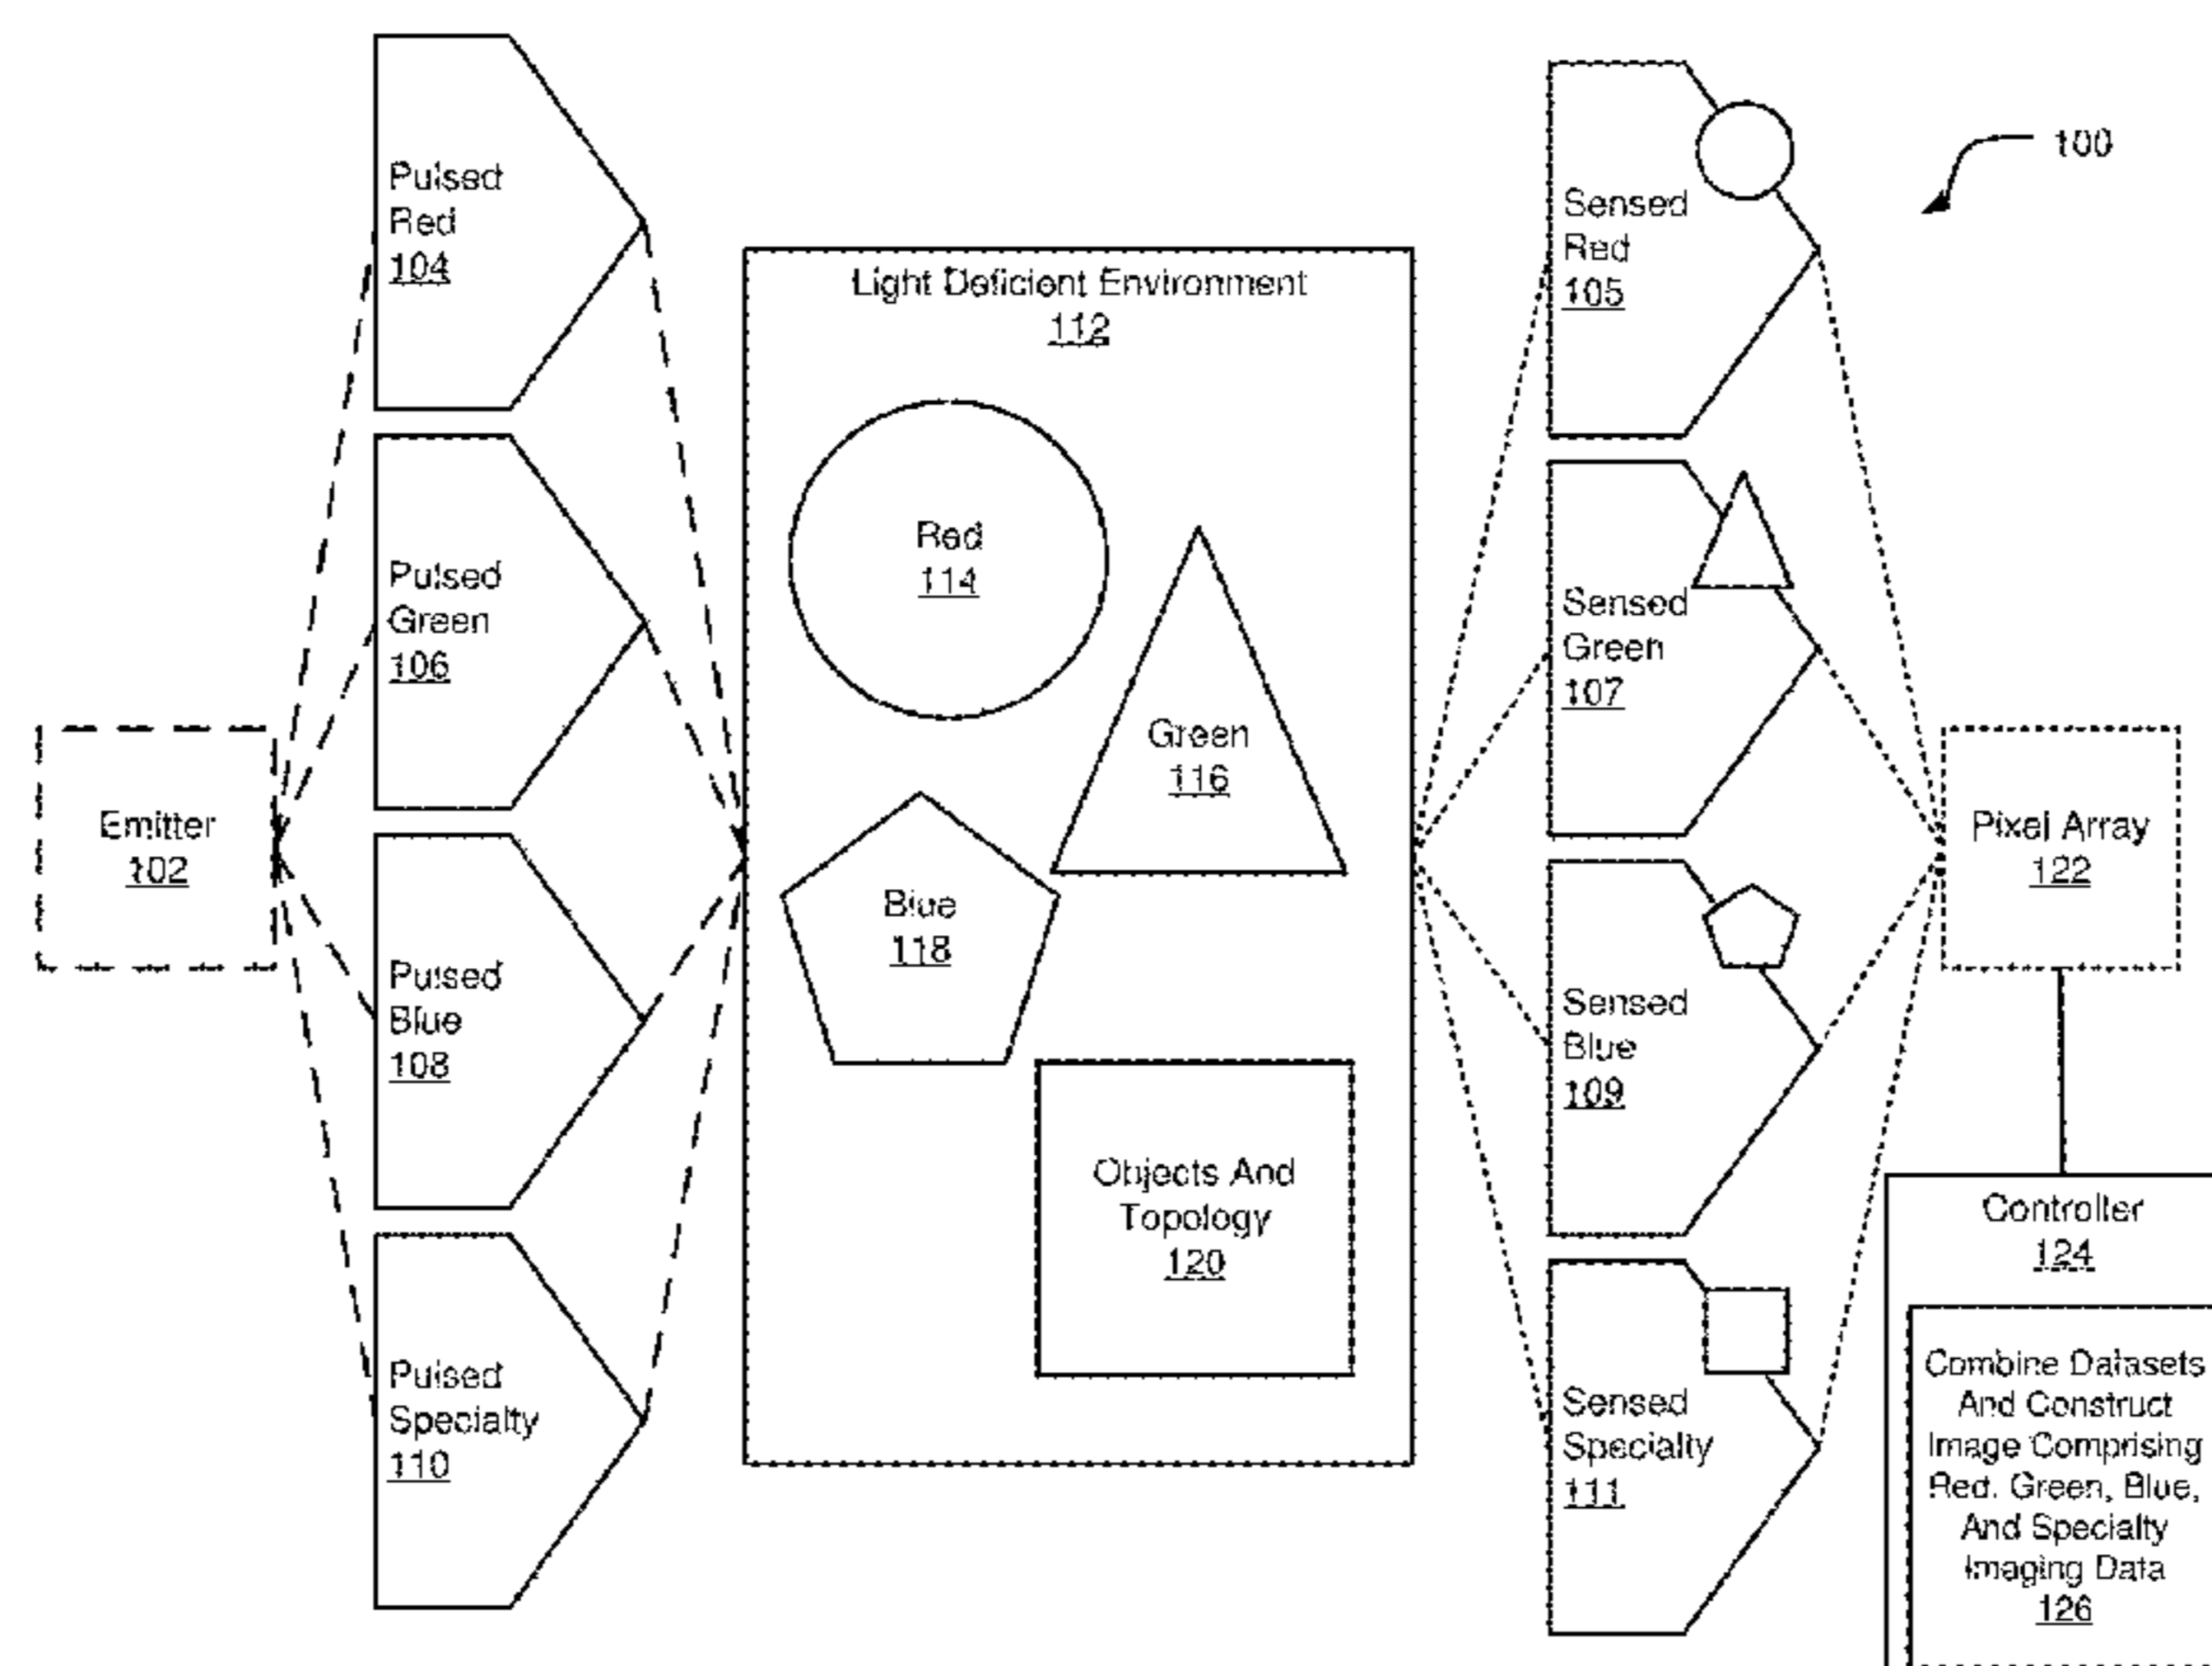 Pulsed
Red
104
Pulsed
Green
106
Emitter
102
Pulsed
Blue
108
Pulsed
Specialty
110
Light Deficient Environment
112
Red
114
Green
116
Blue
118
Objects And
Topology
120
Sensed
Red
105
Sensed
Green
107
Sensed
Blue
109
Sensed
Specialty
111
100
Pixel Array
122
Controller
124
Combine Datasets
And Construct
Image Comprising
Red, Green, Blue,
And Specialty
Imaging Data
126